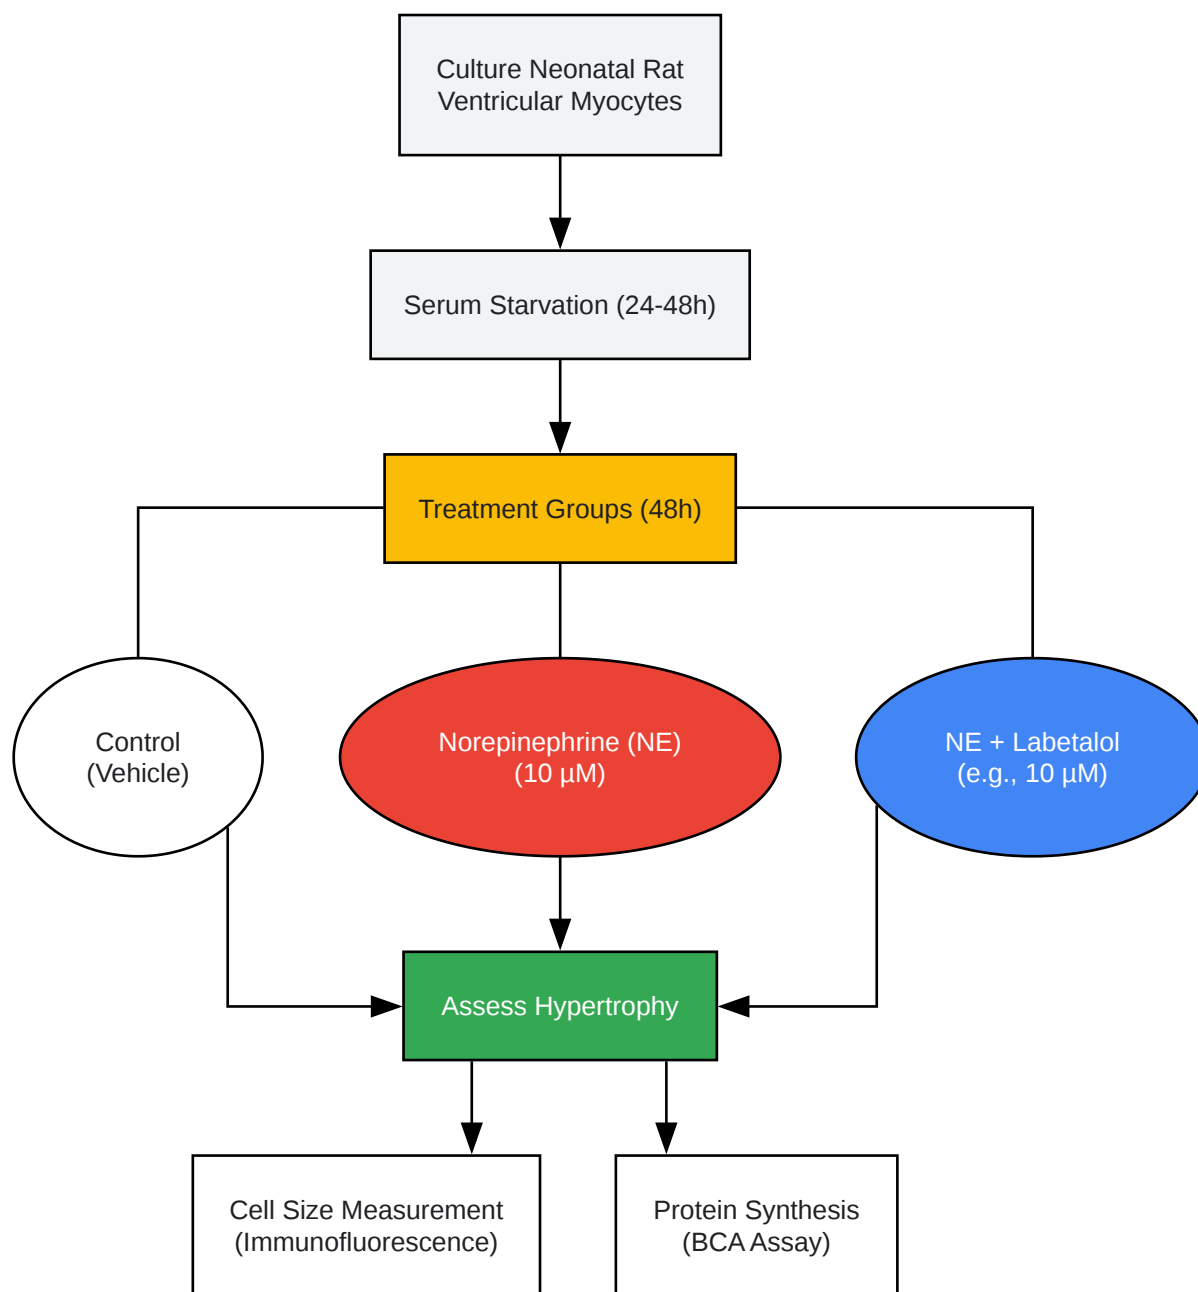 Culture Neonatal Rat
Ventricular Myocytes
Serum Starvation (24-48h)
Treatment Groups (48h)
Control
(Vehicle)
Norepinephrine (NE)
(10 µM)
NE + Labetalol
(e.g., 10 µM)
Assess Hypertrophy
Cell Size Measurement
(Immunofluorescence)
Protein Synthesis
(BCA Assay)